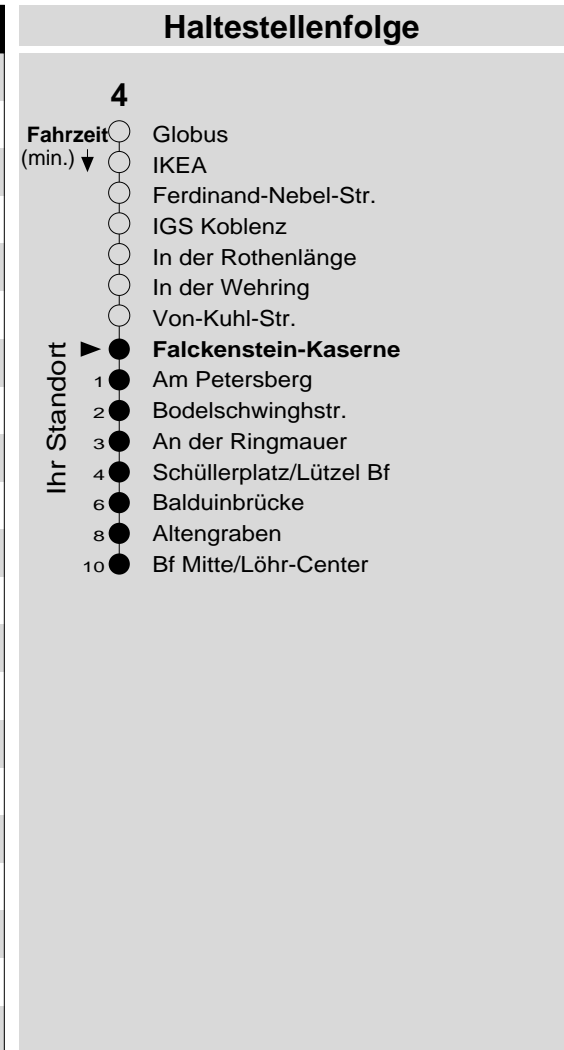 Haltestellenfolge
4
Fahrzeit Globus
(min.) IKEA
Ferdinand-Nebel-Str.
IGS Koblenz
In der Rothenlänge
In der Wehring
Von-Kuhl-Str.
Ihr Standort
Falckenstein-Kaserne
1 Am Petersberg
2 Bodelschwinghstr.
3 An der Ringmauer
4 Schüllerplatz/Lützel Bf
6 Balduinbrücke
8 Altengraben
10 Bf Mitte/Löhr-Center